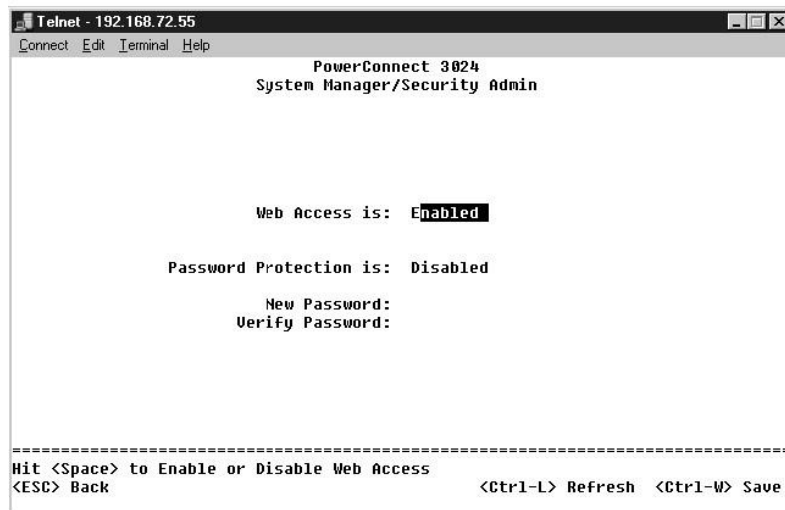 Telnet - 192.168.72.55
Connect Edit Terminal Help
PowerConnect 3024
System Manager/Security Admin
Web Access is: Enabled
Password Protection is: Disabled
New Password:
Verify Password:
================================================================================
Hit <Space> to Enable or Disable Web Access
<ESC> Back <Ctrl-L> Refresh <Ctrl-W> Save